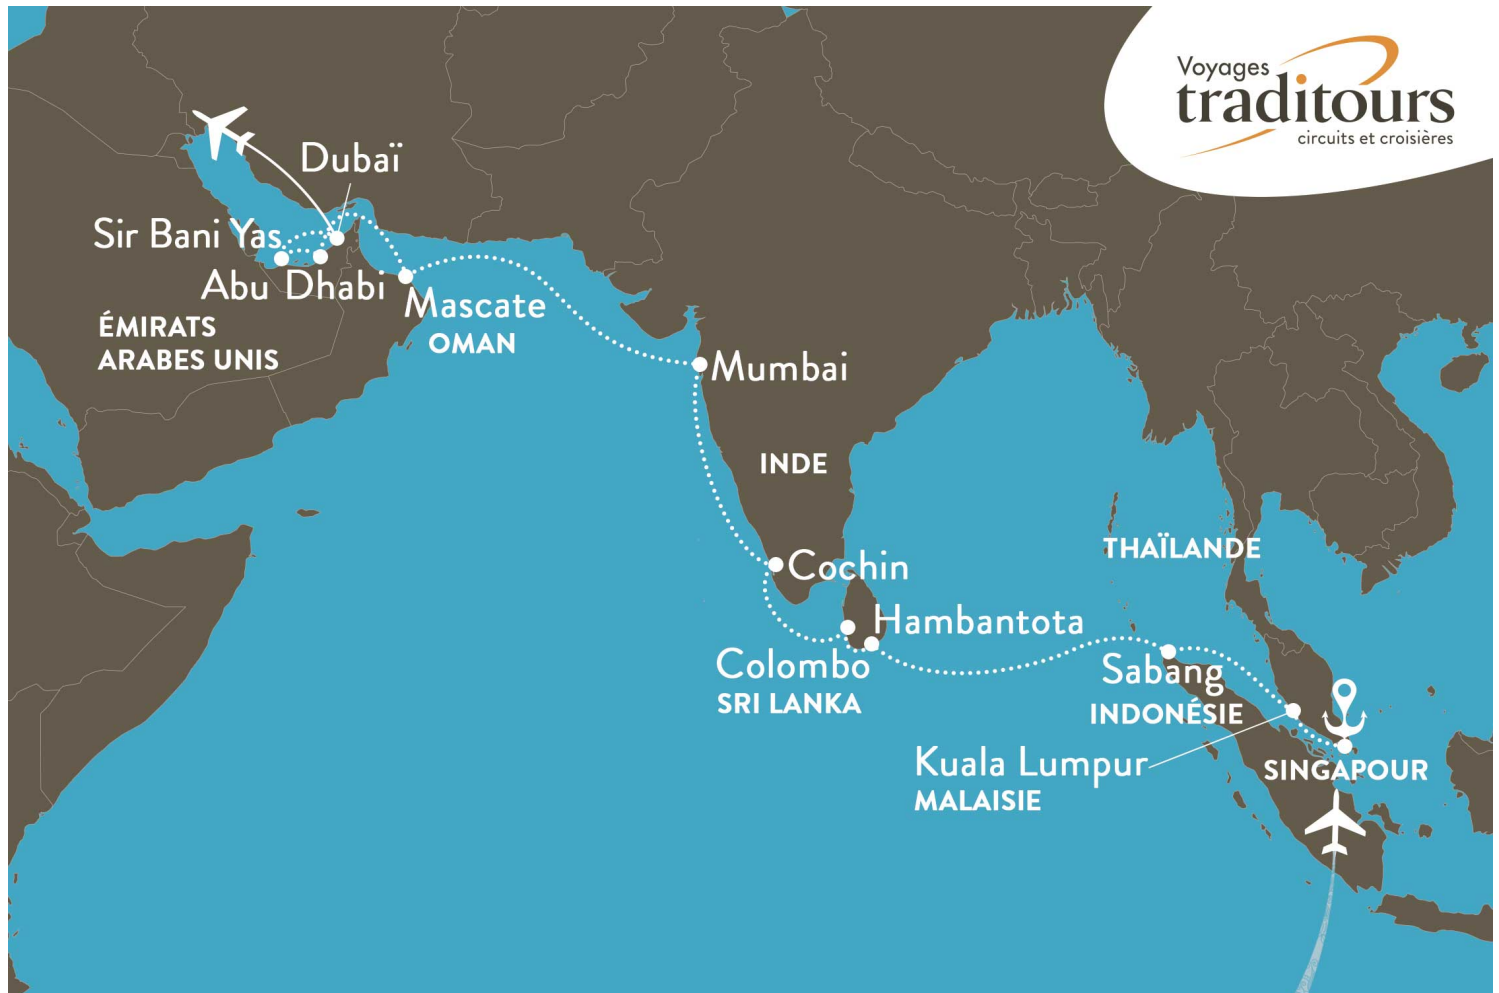 Voyages
traditours
circuits et croisières
Dubaï
Sir Bani Yas
Abu Dhabi
ÉMIRATS
ARABES UNIS
Mascate
OMAN
Mumbai
INDE
Cochin
THAÏLANDE
Hambantota
Colombo
SRI LANKA
Sabang
INDONÉSIE
Kuala Lumpur
MALAISIE
SINGAPOUR